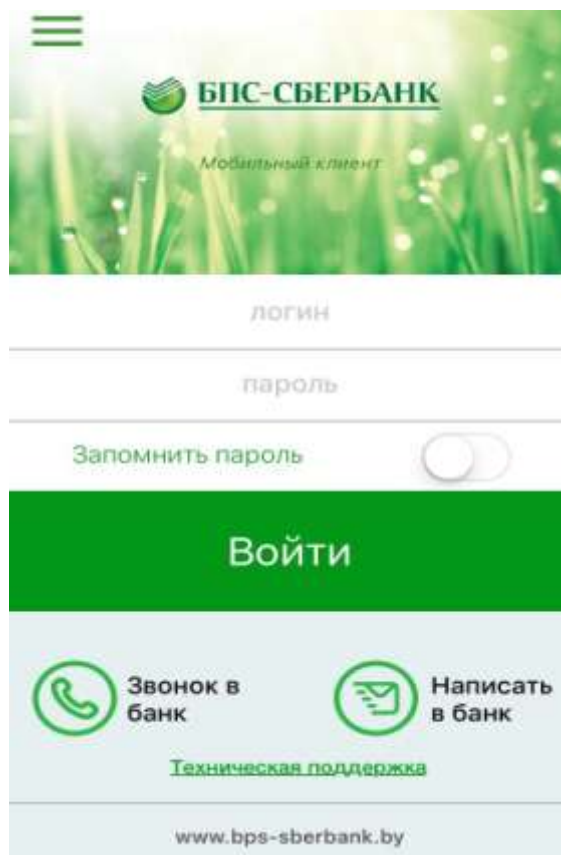 БПС-СБЕРБАНК
Мобильный клиент
логин
пароль
Запомнить пароль
Войти
Звонок в
банк
Написать
в банк
Техническая поддержка
www.bps-sberbank.by